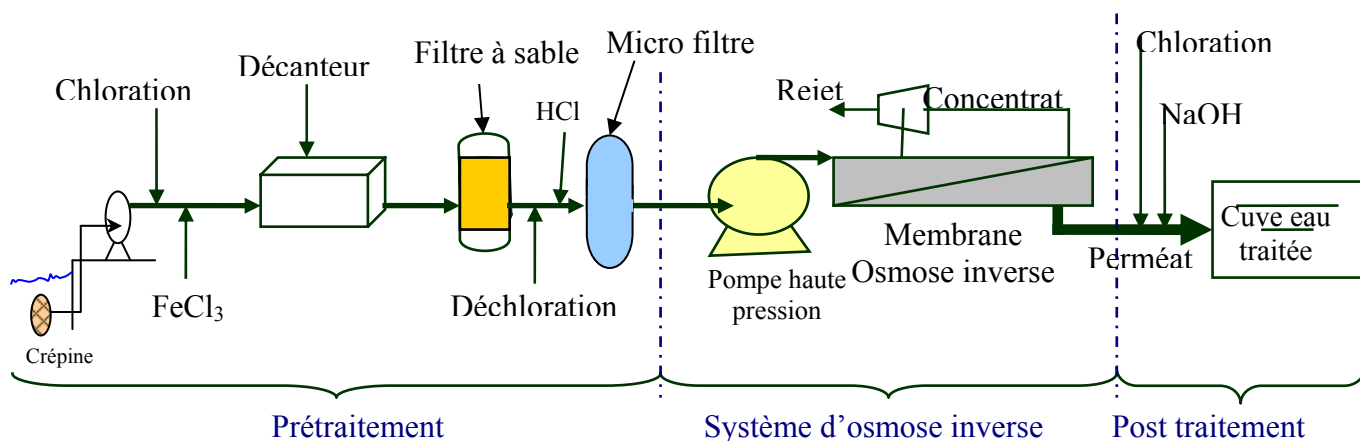 Chloration
Décanteur
Filtre à sable
HCl
Micro filtre
Rejet
Concentrat
Chloration
NaOH
Crépine
FeCl3
Déchloration
Pompe haute
pression
Membrane
Osmose inverse
Perméat
Cuve eau
traitée
Prétraitement
Système d'osmose inverse
Post traitement